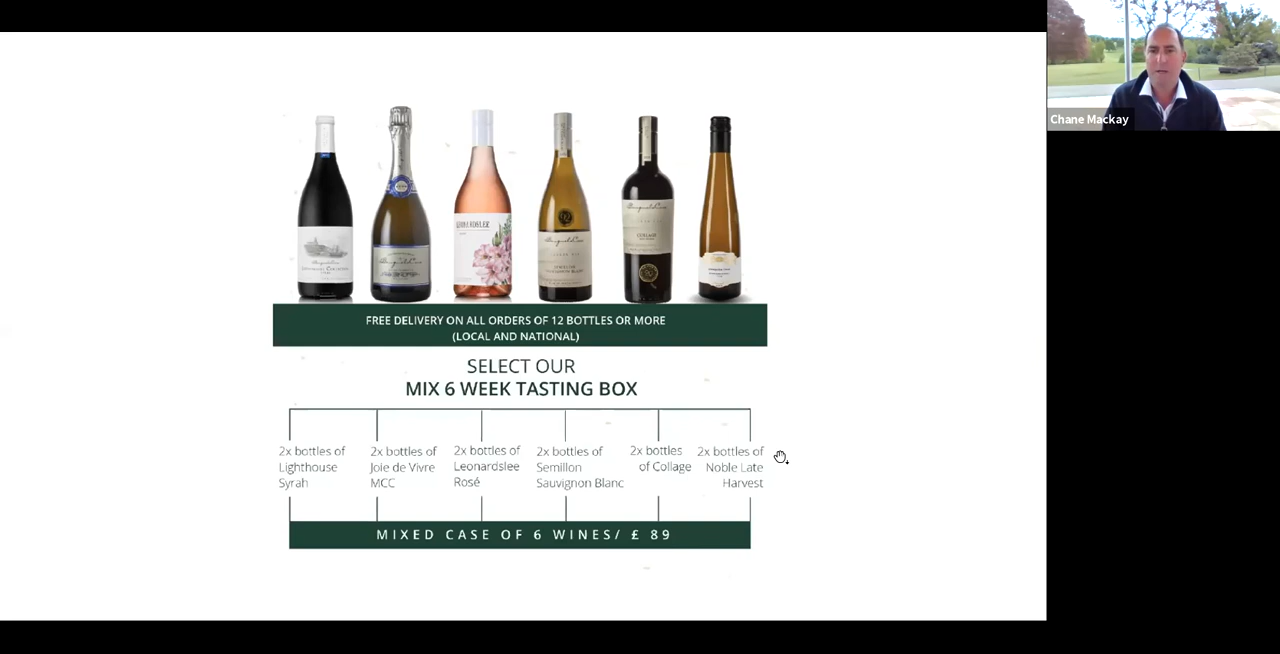 Chane Mackay
FREE DELIVERY ON ALL ORDERS OF 12 BOTTLES OR MORE
(LOCAL AND NATIONAL)
SELECT OUR
MIX 6 WEEK TASTING BOX
2x bottles of
Lighthouse
Syrah
2x bottles of
Joie de Vivre
MCC
2x bottles of
Leonardslee
Rosé
2x bottles of
Semillon
Sauvignon Blanc
2x bottles
of Collage
2x bottles of
Noble Late
Harvest
MIXED CASE OF 6 WINES/ £ 89